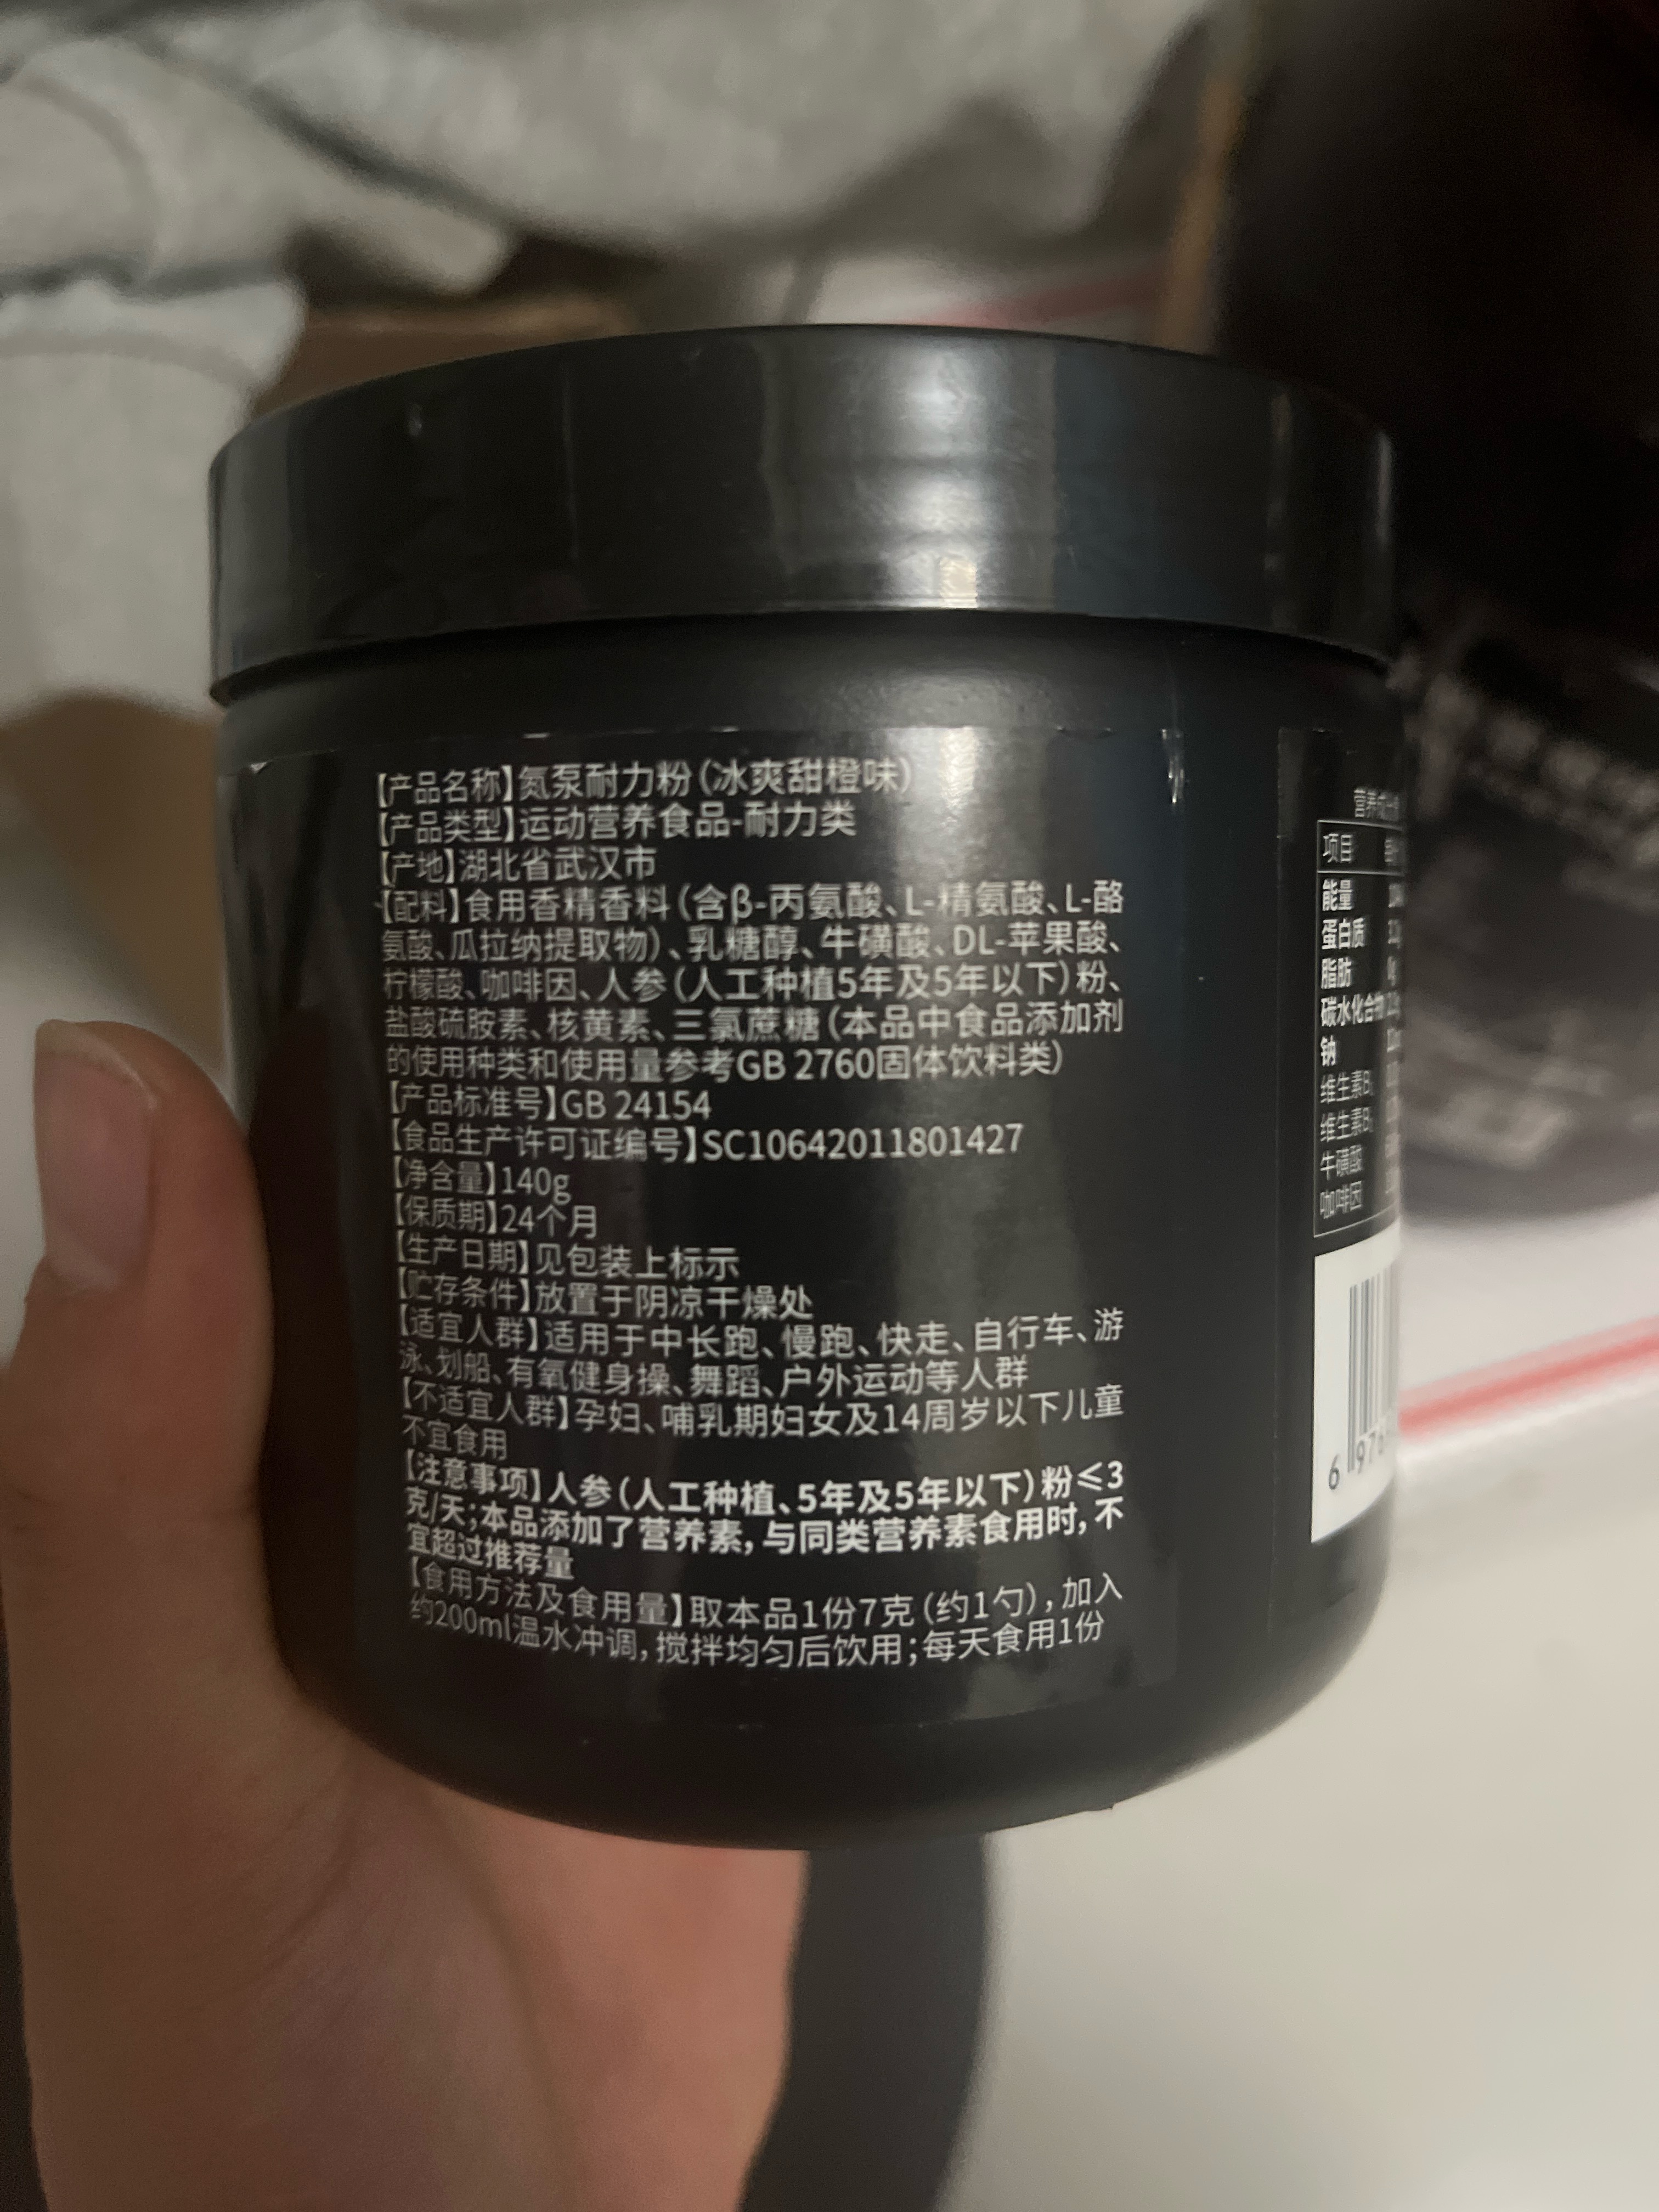 【产品名称】氮泵耐力粉（冰爽甜橙味）
【产品类型】运动营养食品-耐力类
【产地】湖北省武汉市
【配料】食用香精香料（含β-丙氨酸、L-精氨酸、L-酪
氨酸、瓜拉纳提取物）、乳糖醇、牛磺酸、DL-苹果酸、
柠檬酸、咖啡因、人参（人工种植5年及5年以下）粉、
盐酸硫胺素、核黄素、三氯蔗糖（本品中食品添加剂
的使用种类和使用量参考GB 2760固体饮料类）
【产品标准号】GB 24154
【食品生产许可证编号】SC10642011801427
【净含量】140g
【保质期】24个月
【生产日期】见包装上标示
【贮存条件】放置于阴凉干燥处
【适宜人群】适用于中长跑、慢跑、快走、自行车、游
泳、划船、有氧健身操、舞蹈、户外运动等人群
【不适宜人群】孕妇、哺乳期妇女及14周岁以下儿童
不宜食用
【注意事项】人参（人工种植、5年及5年以下）粉≤3
克/天；本品添加了营养素，与同类营养素食用时，不
宜超过推荐量
【食用方法及食用量】取本品1份7克（约1勺），加入
约200ml温水冲调，搅拌均匀后饮用；每天食用1份
营养成分
项目
能量
蛋白质
脂肪 0g
碳水化合物
钠
维生素B₁
维生素B₂
牛磺酸
咖啡因
6 976